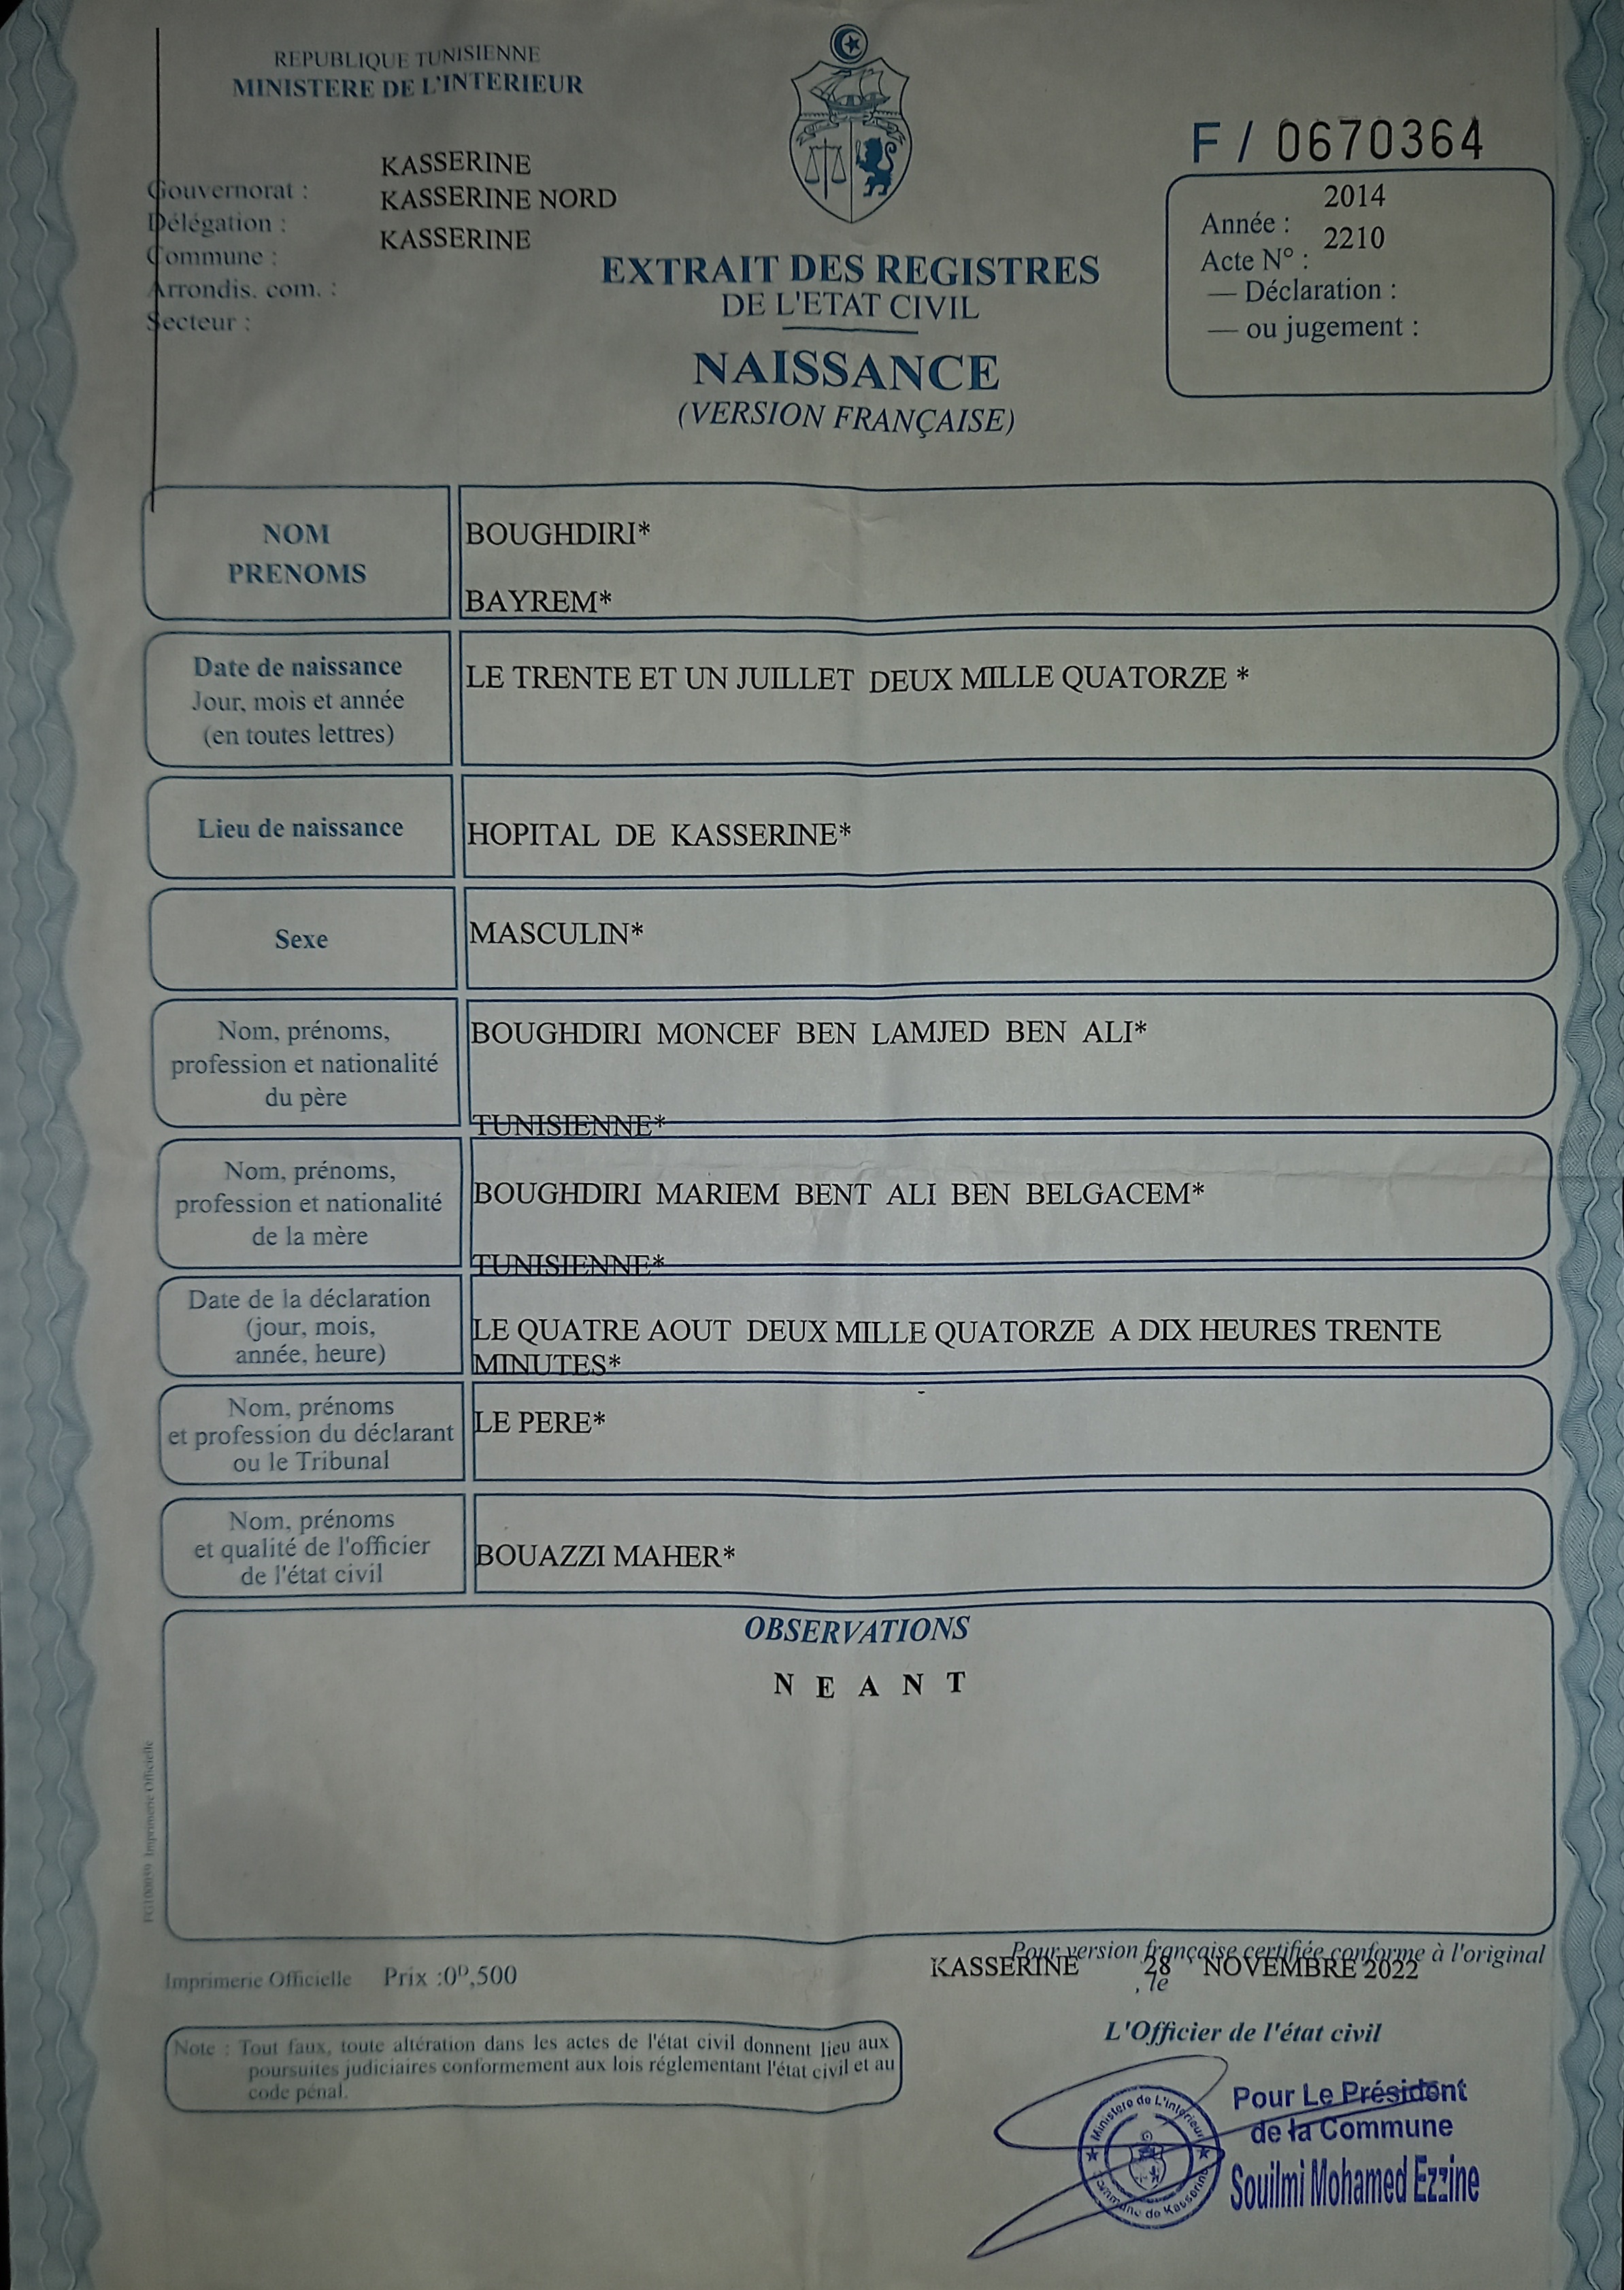 REPUBLIQUE TUNISIENNE
MINISTERE DE L'INTERIEUR
F / 0670364
Gouvernorat : KASSERINE
Délégation : KASSERINE NORD
Commune : KASSERINE
Arrondis. com. :
Secteur :
Année : 2014
Acte N° : 2210
— Déclaration :
— ou jugement :
EXTRAIT DES REGISTRES
DE L'ETAT CIVIL
NAISSANCE
(VERSION FRANÇAISE)
NOM
PRENOMS
BOUGHDIRI*
BAYREM*
Date de naissance
Jour, mois et année
(en toutes lettres)
LE TRENTE ET UN JUILLET DEUX MILLE QUATORZE *
Lieu de naissance
HOPITAL DE KASSERINE*
Sexe
MASCULIN*
Nom, prénoms,
profession et nationalité
du père
BOUGHDIRI MONCEF BEN LAMJED BEN ALI*
TUNISIENNE*
Nom, prénoms,
profession et nationalité
de la mère
BOUGHDIRI MARIEM BENT ALI BEN BELGACEM*
TUNISIENNE*
Date de la déclaration
(jour, mois,
année, heure)
LE QUATRE AOUT DEUX MILLE QUATORZE A DIX HEURES TRENTE
MINUTES*
Nom, prénoms
et profession du déclarant
ou le Tribunal
LE PERE*
Nom, prénoms
et qualité de l'officier
de l'état civil
BOUAZZI MAHER*
OBSERVATIONS
N E A N T
Imprimerie Officielle
Pour version française certifiée conforme à l'original
KASSERINE , le 28 NOVEMBRE 2022
Imprimerie Officielle Prix :0ᴰ,500
L'Officier de l'état civil
Note : Tout faux, toute altération dans les actes de l'état civil donnent lieu aux
poursuites judiciaires conformement aux lois réglementant l'état civil et au
code pénal.
Ministère de L'intérieur
Commune de Kasserine
Pour Le Président
de la Commune
Souilmi Mohamed Ezzine